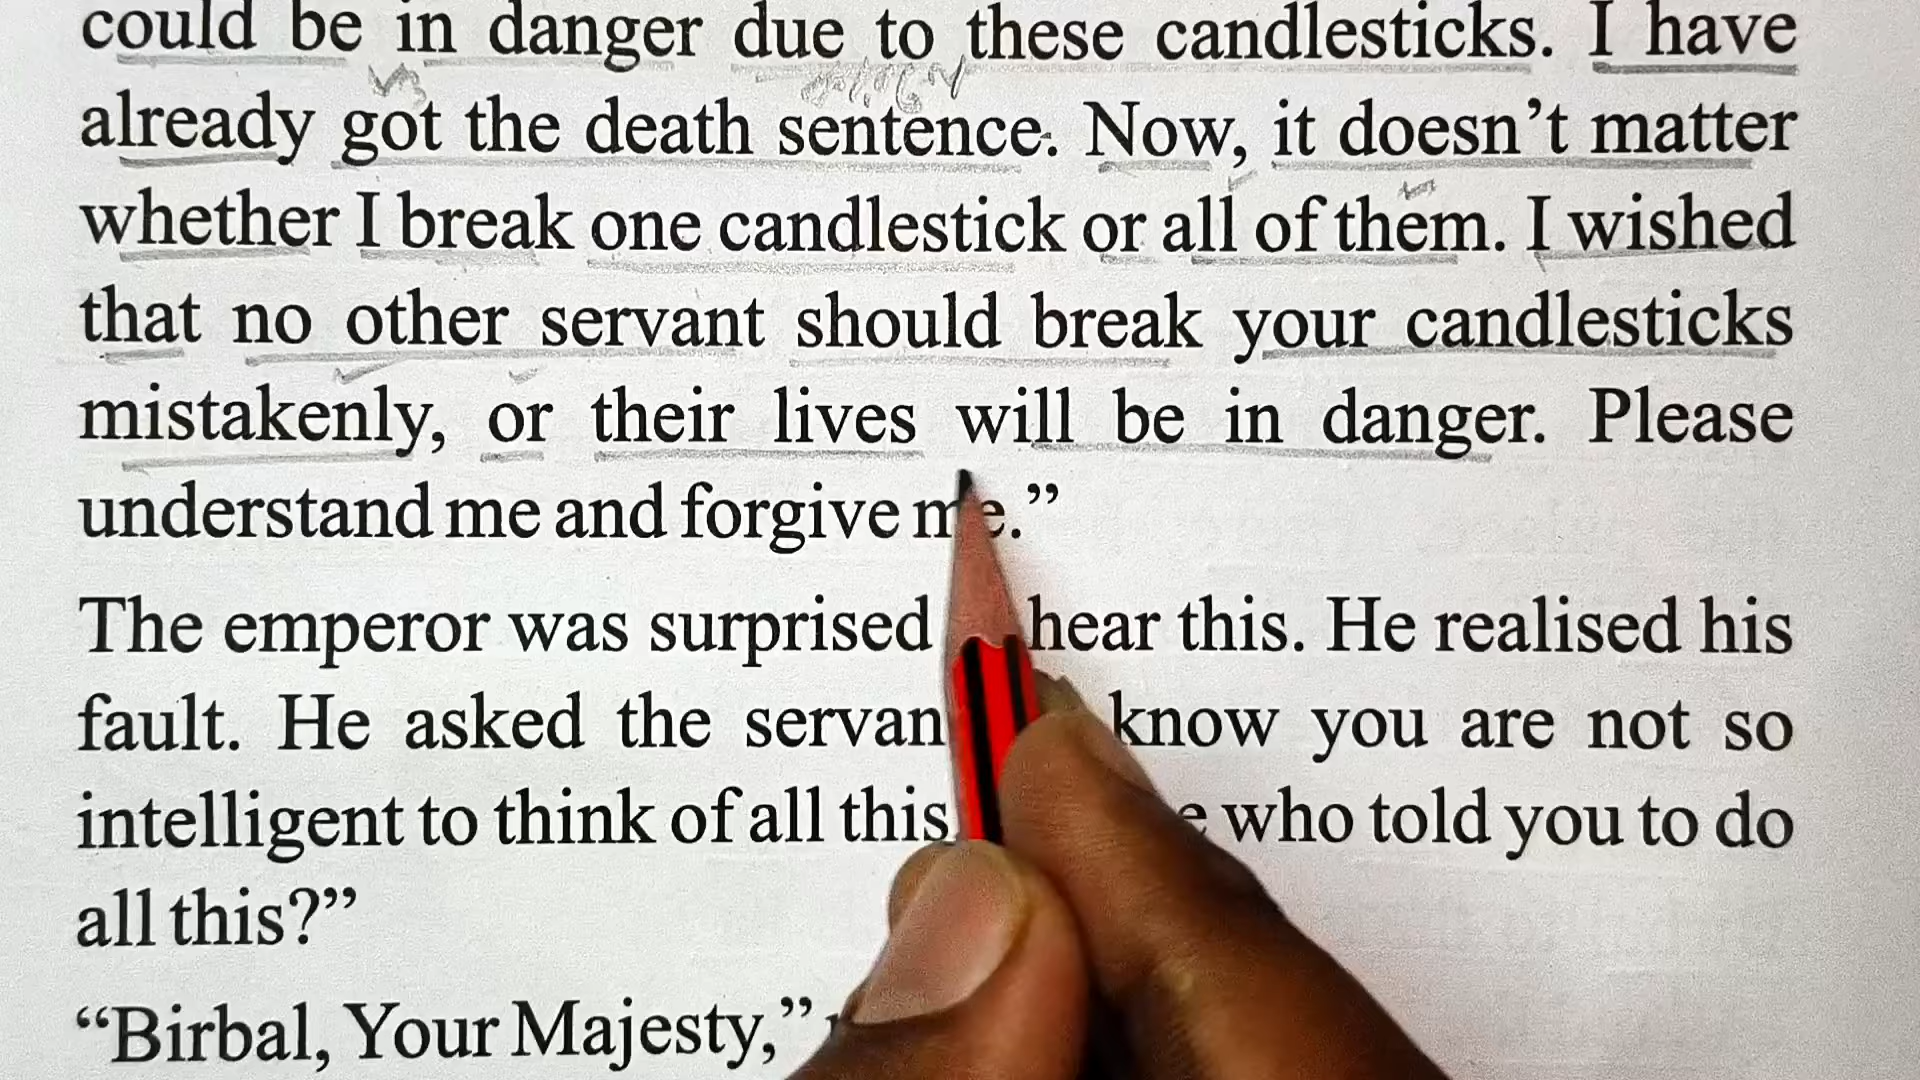 could be in danger due to these candlesticks. I have
already got the death sentence. Now, it doesn’t matter
whether I break one candlestick or all of them. I wished
that no other servant should break your candlesticks
mistakenly, or their lives will be in danger. Please
understand me and forgive me.”
The emperor was surprised hear this. He realised his
fault. He asked the know you are not so
intelligent to think of all this who told you to do
all this?”
“Birbal, Your Majesty,”